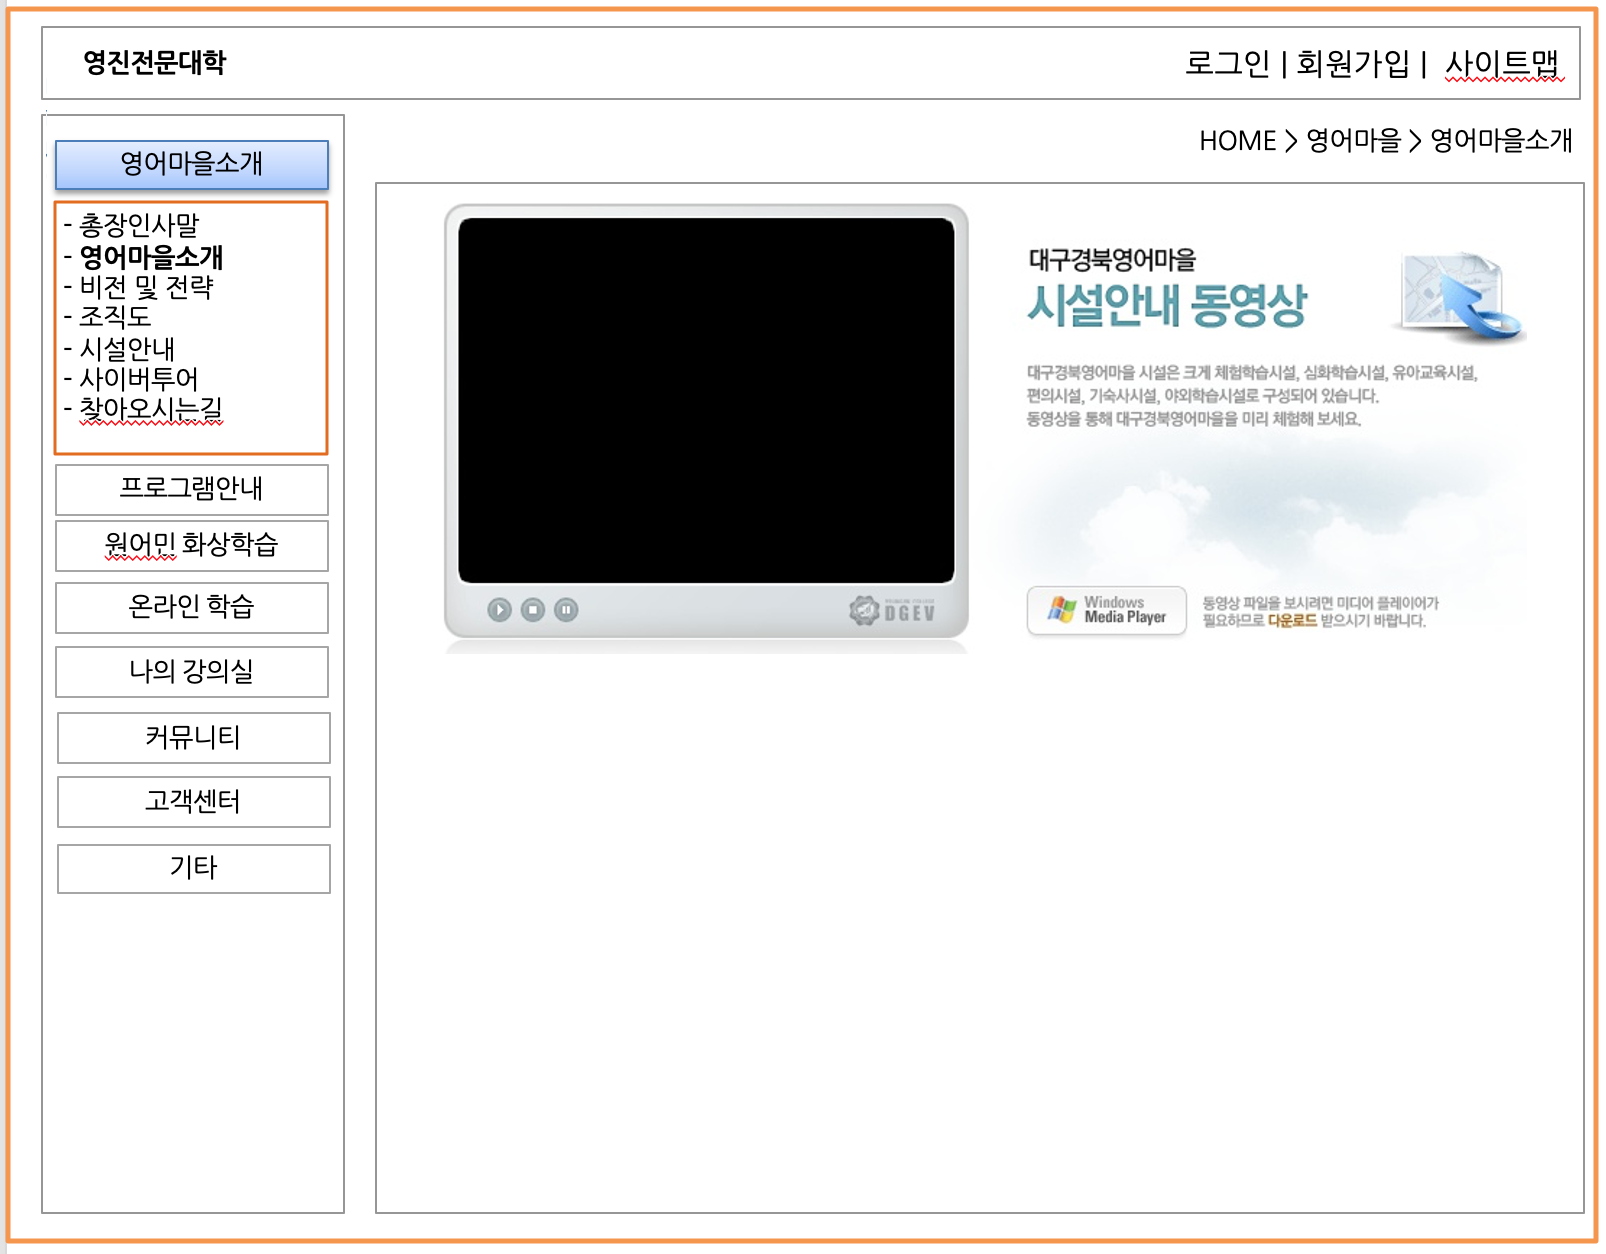 영진전문대학
로그인 | 회원가입 | 사이트맵
HOME > 영어마을 > 영어마을소개
영어마을소개
- 총장인사말
- 영어마을소개
- 비전 및 전략
- 조직도
- 시설안내
- 사이버투어
- 찾아오시는길
프로그램안내
원어민 화상학습
온라인 학습
나의 강의실
커뮤니티
고객센터
기타
DGEV
대구경북영어마을
시설안내 동영상
대구경북영어마을 시설은 크게 체험학습시설, 심화학습시설, 유아교육시설,
편의시설, 기숙사시설, 야외학습시설로 구성되어 있습니다.
동영상을 통해 대구경북영어마을을 미리 체험해 보세요.
Windows
Media Player
동영상 파일을 보시려면 미디어 플레이어가
필요하므로 다운로드 받으시기 바랍니다.